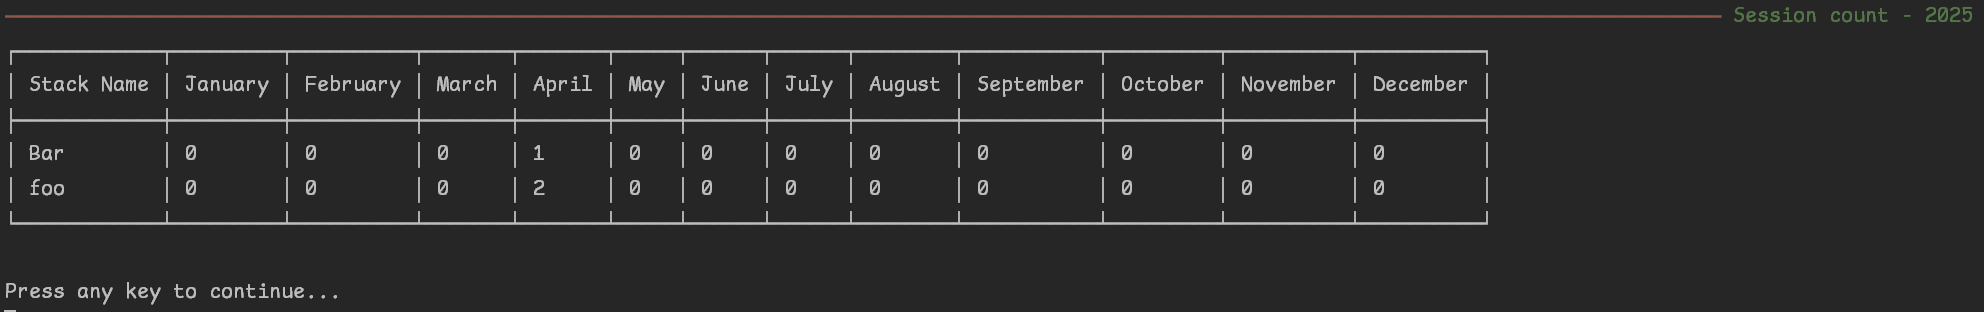 Session count - 2025
Stack Name | January | February | March | April | May | June | July | August | September | October | November | December
Bar | 0 | 0 | 0 | 1 | 0 | 0 | 0 | 0 | 0 | 0 | 0 | 0
foo | 0 | 0 | 0 | 2 | 0 | 0 | 0 | 0 | 0 | 0 | 0 | 0
Press any key to continue...